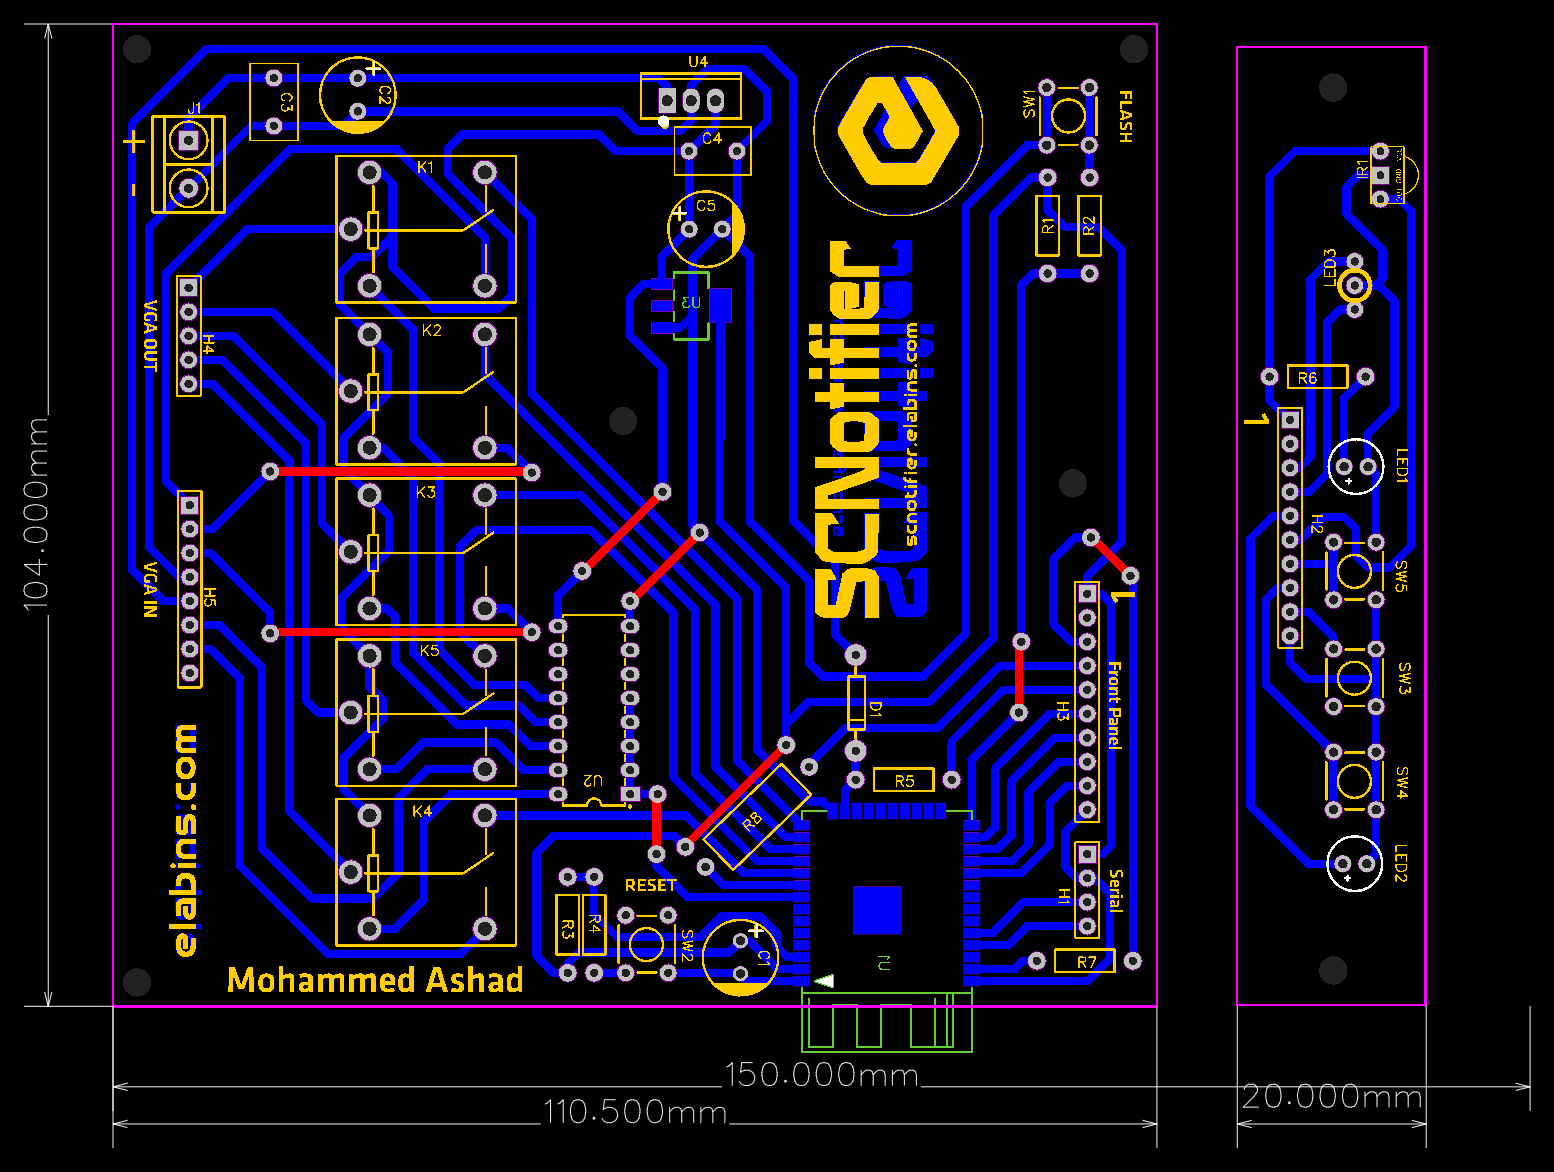 J1
+
-
C3
+
C2
U4
C4
+
C5
U3
SW1
FLASH
R1
R2
K1
K2
K3
K5
K4
VGA OUT
H4
VGA IN
H5
SCNotifier
scnotifier.elabins.com
elabins.com
Mohammed Ashad
U2
D1
R5
R8
RESET
R3
R4
SW2
+
C1
U1
1
Front Panel
H3
Serial
H1
R7
IR1
LED3
R6
1
H2
LED1
+
SW5
SW3
SW4
LED2
+
104.000mm
150.000mm
110.500mm
20.000mm